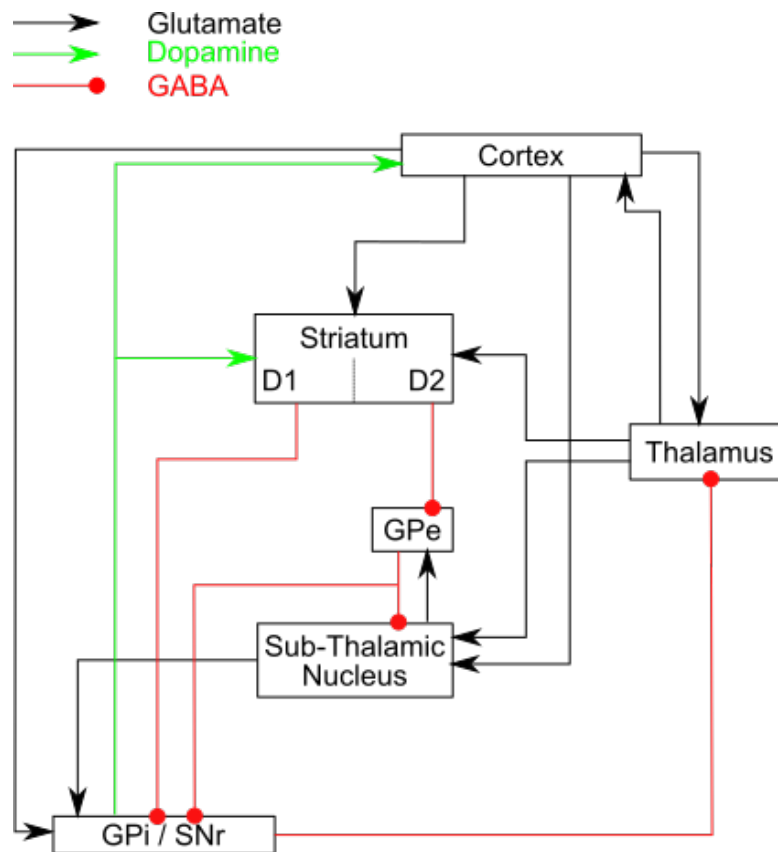 Glutamate
Dopamine
GABA
Cortex
Striatum
D1 D2
Thalamus
GPe
Sub-Thalamic
Nucleus
GPi / SNr